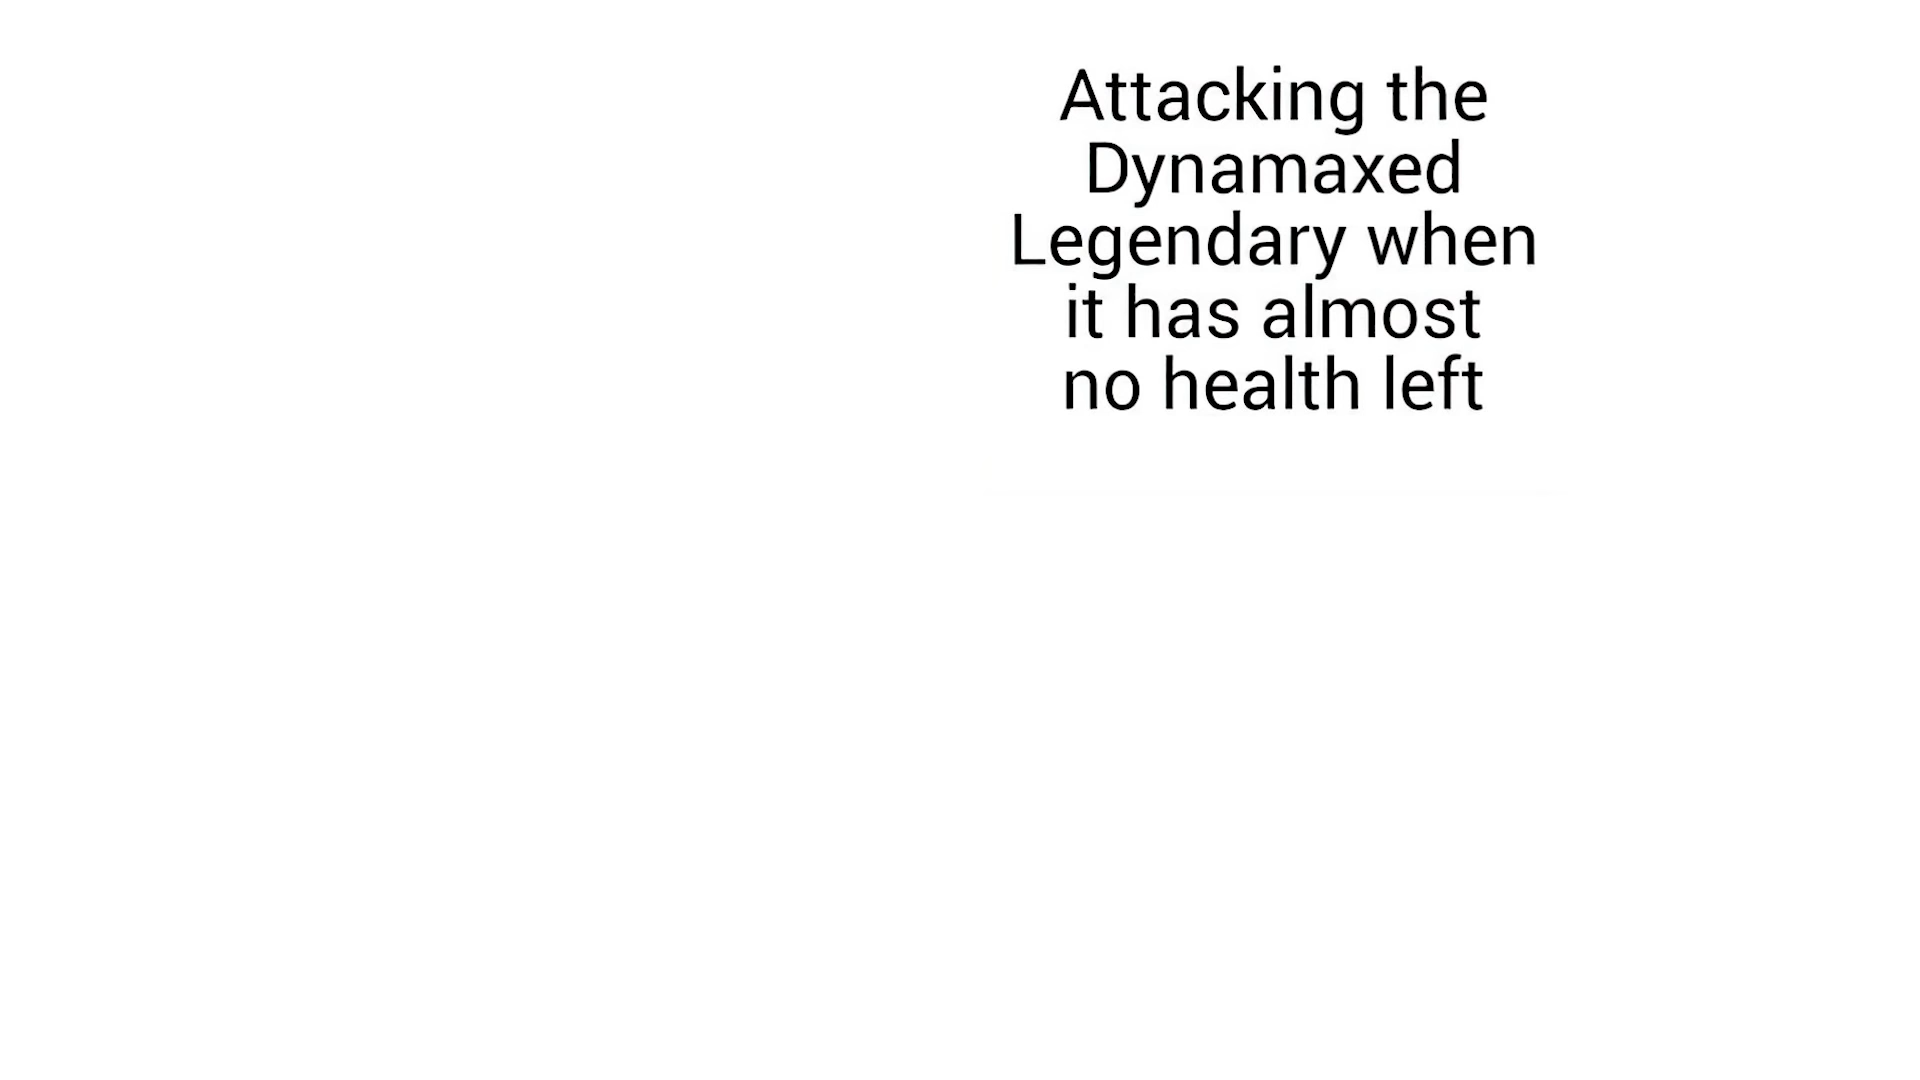 Attacking the
Dynamaxed
Legendary when
it has almost
no health left